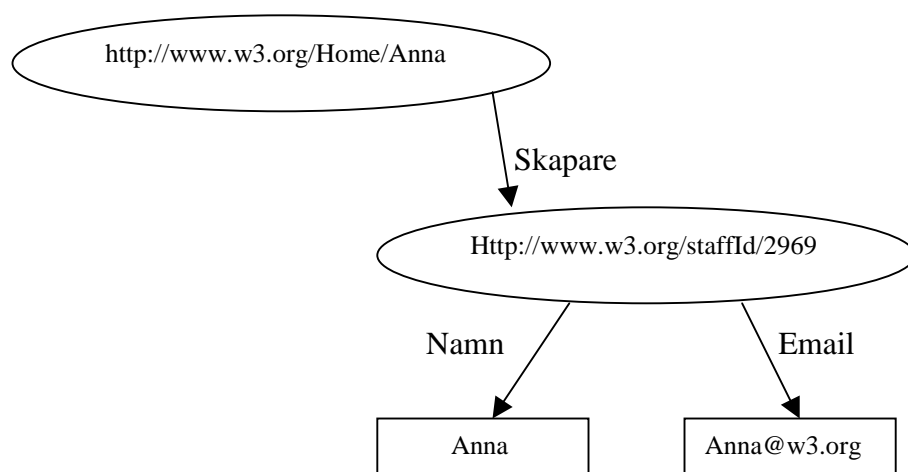 http://www.w3.org/Home/Anna
Skapare
Http://www.w3.org/staffId/2969
Namn
Email
Anna
Anna@w3.org